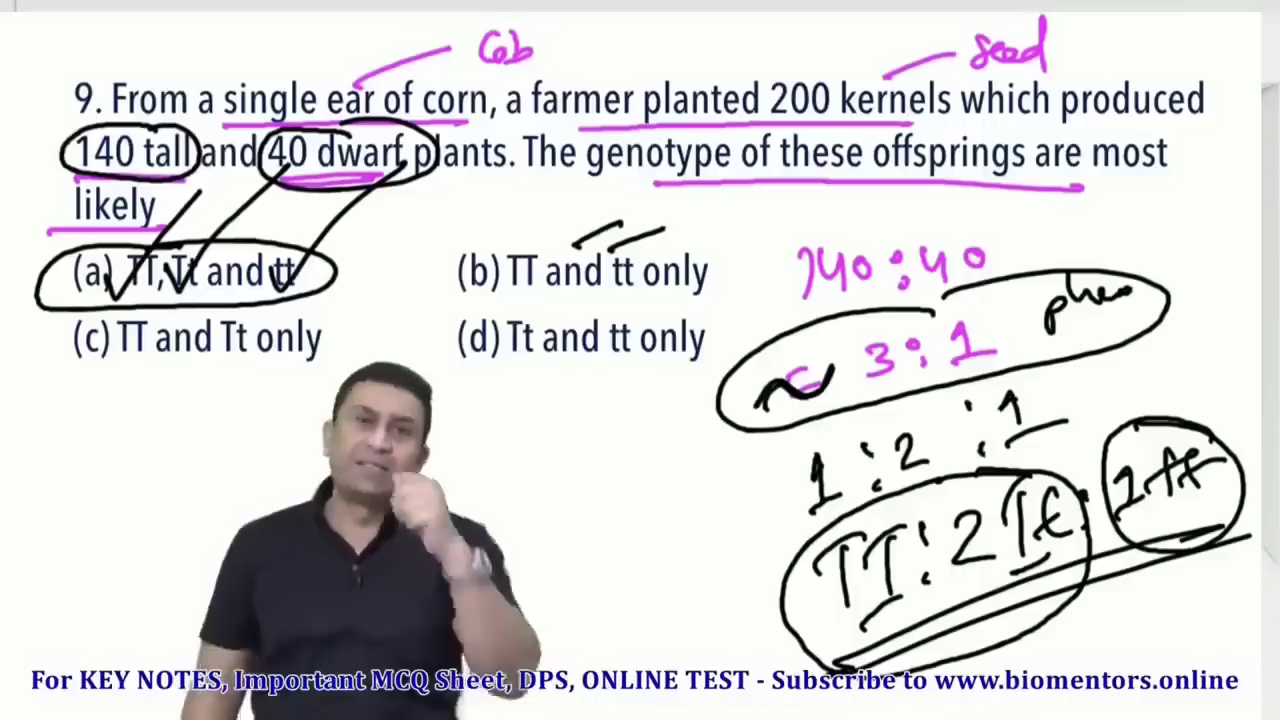 Cob
seed
9. From a single ear of corn, a farmer planted 200 kernels which produced
140 tall and 40 dwarf plants. The genotype of these offsprings are most
likely
(a) TT, Tt and tt
(b) TT and tt only
(c) TT and Tt only
(d) Tt and tt only
140 : 40
3 : 1
pheno
1 : 2 : 1
TT : 2 Tt : 1 tt
For KEY NOTES, Important MCQ Sheet, DPS, ONLINE TEST - Subscribe to www.biomentors.online